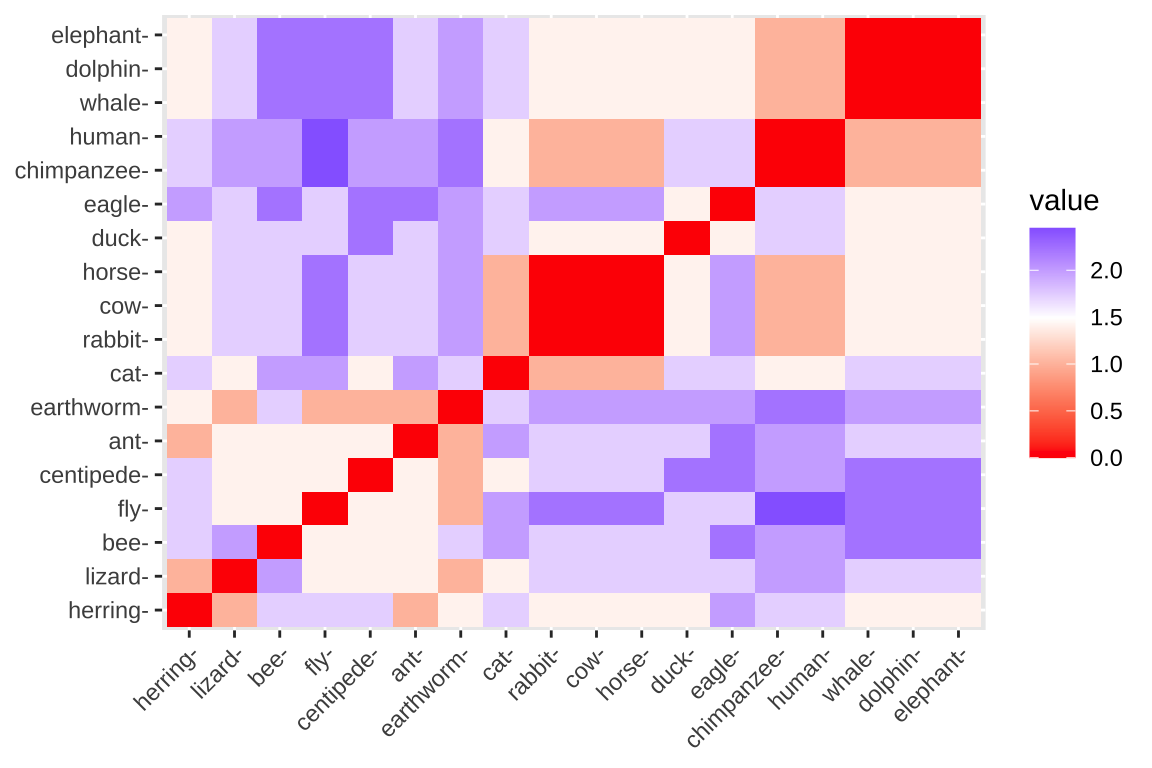 elephant-
dolphin-
whale-
human-
chimpanzee-
eagle-
duck-
horse-
cow-
rabbit-
cat-
earthworm-
ant-
centipede-
fly-
bee-
lizard-
herring-
herring-
lizard-
bee-
fly-
centipede-
ant-
earthworm-
cat-
rabbit-
cow-
horse-
duck-
eagle-
chimpanzee-
human-
whale-
dolphin-
elephant-
value
2.0
1.5
1.0
0.5
0.0